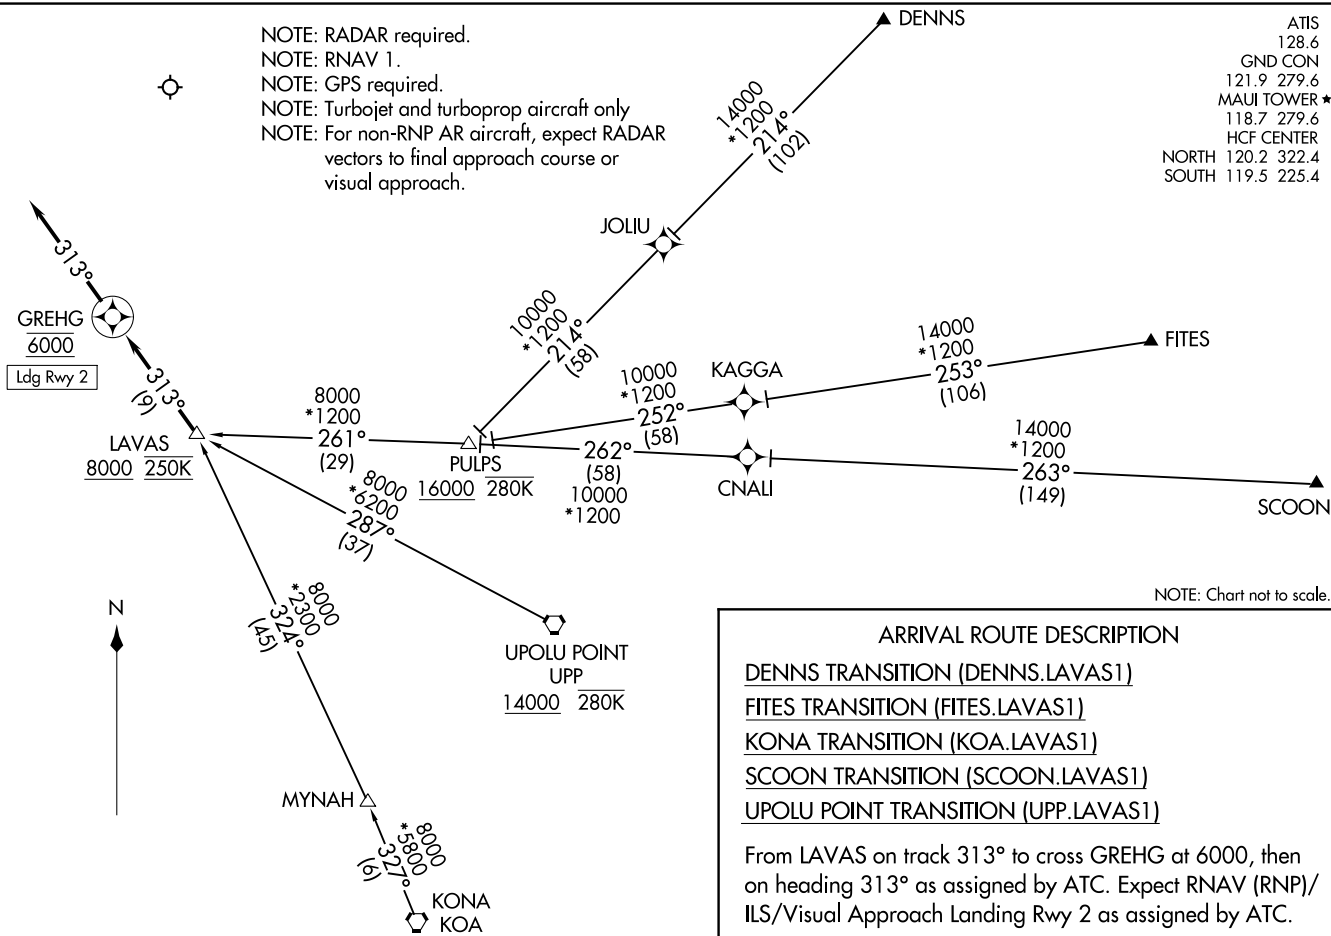 NOTE: RADAR required.
NOTE: RNAV 1.
NOTE: GPS required.
NOTE: Turbojet and turboprop aircraft only
NOTE: For non-RNP AR aircraft, expect RADAR
vectors to final approach course or
visual approach.
DENNS
ATIS
128.6
GND CON
121.9 279.6
MAUI TOWER ★
118.7 279.6
HCF CENTER
NORTH 120.2 322.4
SOUTH 119.5 225.4
14000
*1200
214°
(102)
JOLIU
10000
*1200
214°
(58)
313°
GREHG
6000
Ldg Rwy 2
313°
(9)
LAVAS
8000 250K
8000
*1200
261°
(29)
PULPS
16000 280K
10000
*1200
252°
(58)
KAGGA
14000
*1200
253°
(106)
FITES
262°
(58)
10000
*1200
CNALI
14000
*1200
263°
(149)
SCOON
8000
*6200
287°
(37)
UPOLU POINT
UPP
14000 280K
8000
*2300
324°
(45)
N
MYNAH
8000
*5800
327°
(6)
KONA
KOA
NOTE: Chart not to scale.
ARRIVAL ROUTE DESCRIPTION
DENNS TRANSITION (DENNS.LAVAS1)
FITES TRANSITION (FITES.LAVAS1)
KONA TRANSITION (KOA.LAVAS1)
SCOON TRANSITION (SCOON.LAVAS1)
UPOLU POINT TRANSITION (UPP.LAVAS1)
From LAVAS on track 313° to cross GREHG at 6000, then
on heading 313° as assigned by ATC. Expect RNAV (RNP)/
ILS/Visual Approach Landing Rwy 2 as assigned by ATC.